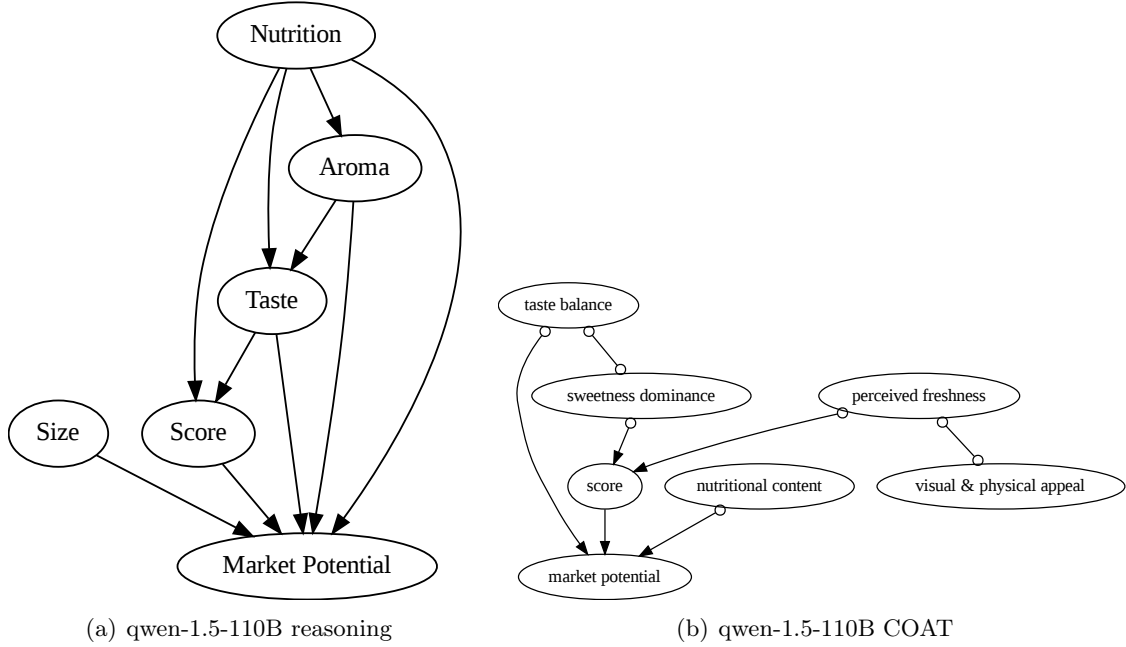 Nutrition
Aroma
Taste
Size
Score
Market Potential
(a) qwen-1.5-110B reasoning
taste balance
sweetness dominance
perceived freshness
score
nutritional content
visual & physical appeal
market potential
(b) qwen-1.5-110B COAT